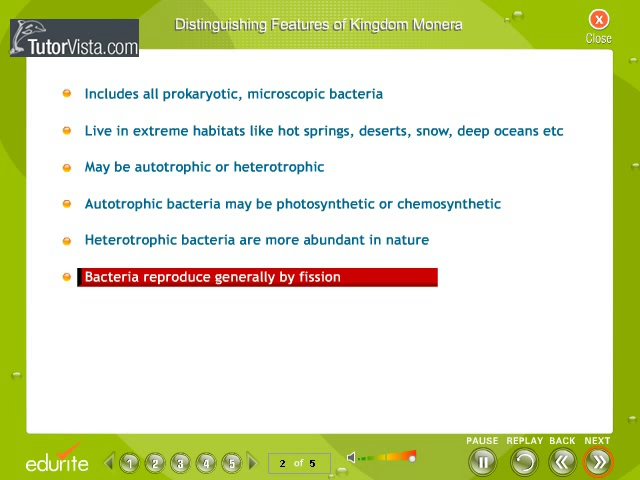 Distinguishing Features of Kingdom Monera
TutorVista.com
Close
Includes all prokaryotic, microscopic bacteria
Live in extreme habitats like hot springs, deserts, snow, deep oceans etc
May be autotrophic or heterotrophic
Autotrophic bacteria may be photosynthetic or chemosynthetic
Heterotrophic bacteria are more abundant in nature
Bacteria reproduce generally by fission
PAUSE REPLAY BACK NEXT
edurite 1 2 3 4 5 2 of 5